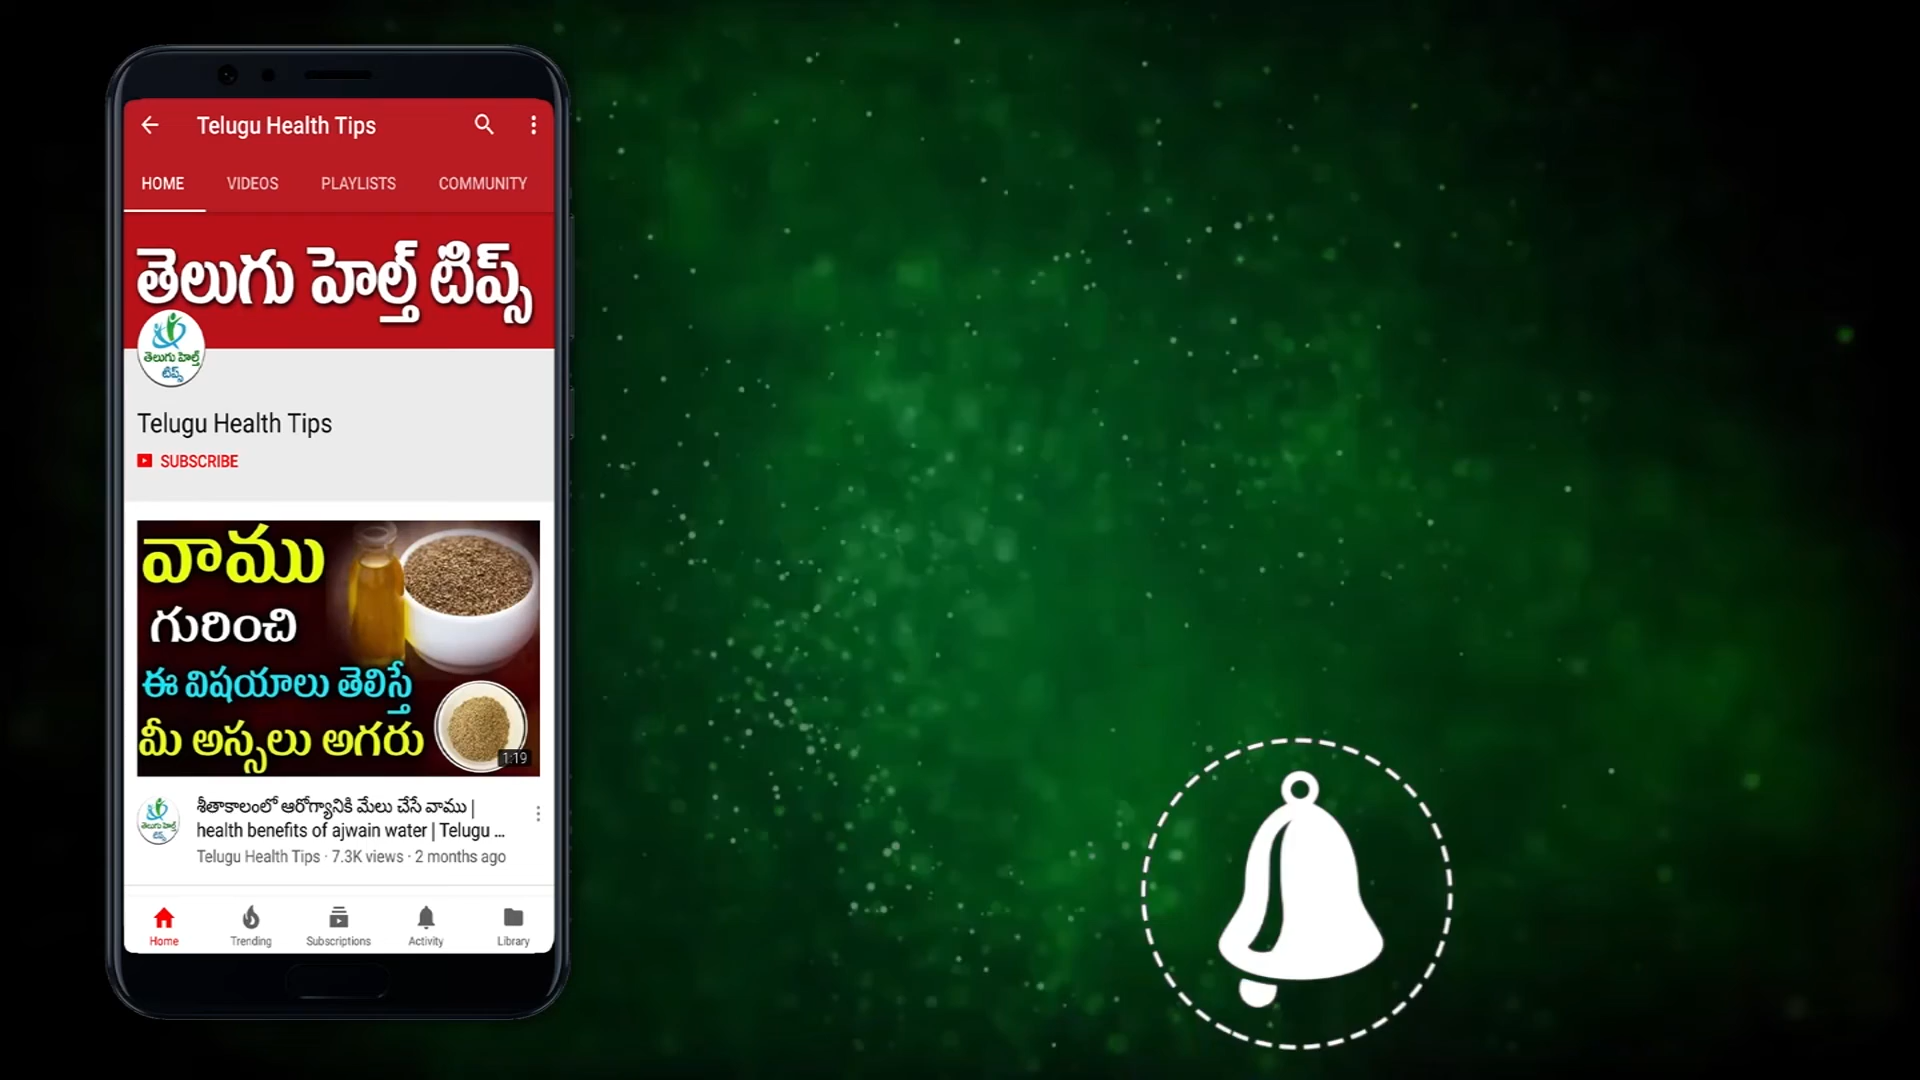 Telugu Health Tips
HOME VIDEOS PLAYLISTS COMMUNITY
తెలుగు హెల్త్ టిప్స్
తెలుగు హెల్త్
టిప్స్
Telugu Health Tips
SUBSCRIBE
వాము
గురించి
ఈ విషయాలు తెలిస్తే
మీ అస్సలు అగరు
1:19
శీతాకాలంలో ఆరోగ్యానికి మేలు చేసే వాము |
health benefits of ajwain water | Telugu ...
తెలుగు హెల్త్
టిప్స్
Telugu Health Tips · 7.3K views · 2 months ago
Home Trending Subscriptions Activity Library